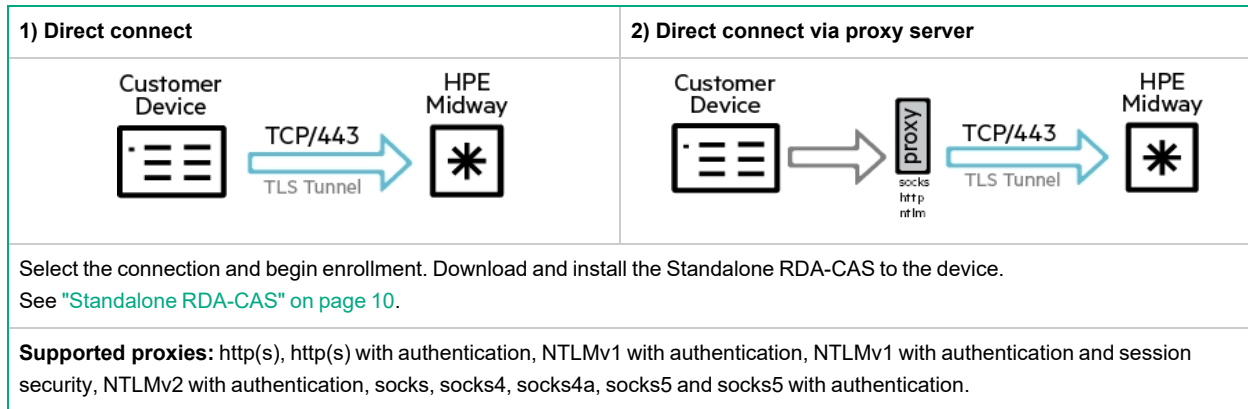 1) Direct connect
Customer
Device
HPE
Midway
TCP/443
TLS Tunnel
2) Direct connect via proxy server
Customer
Device
proxy
socks
http
ntlm
TCP/443
TLS Tunnel
HPE
Midway
Select the connection and begin enrollment. Download and install the Standalone RDA-CAS to the device.
See "Standalone RDA-CAS" on page 10.
Supported proxies: http(s), http(s) with authentication, NTLMv1 with authentication, NTLMv1 with authentication and session
security, NTLMv2 with authentication, socks, socks4, socks4a, socks5 and socks5 with authentication.